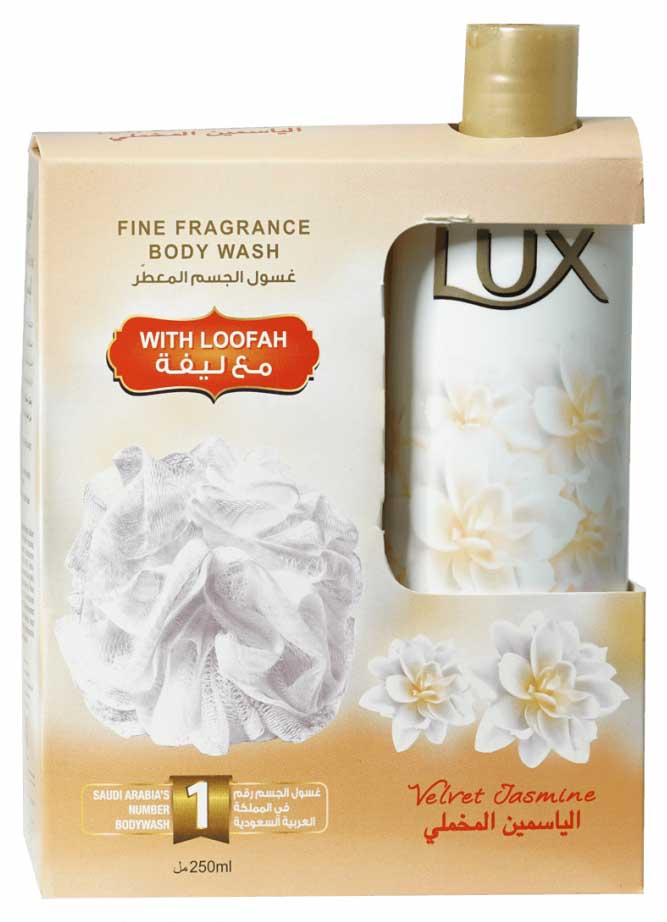 الياسمين المخملي
FINE FRAGRANCE
BODY WASH
غسول الجسم المعطّر
WITH LOOFAH
مع ليفة
LUX
SAUDI ARABIA'S
NUMBER
BODYWASH
1
غسول الجسم رقم
في المملكة
العربية السعودية
Velvet Jasmine
الياسمين المخملي
250ml مل